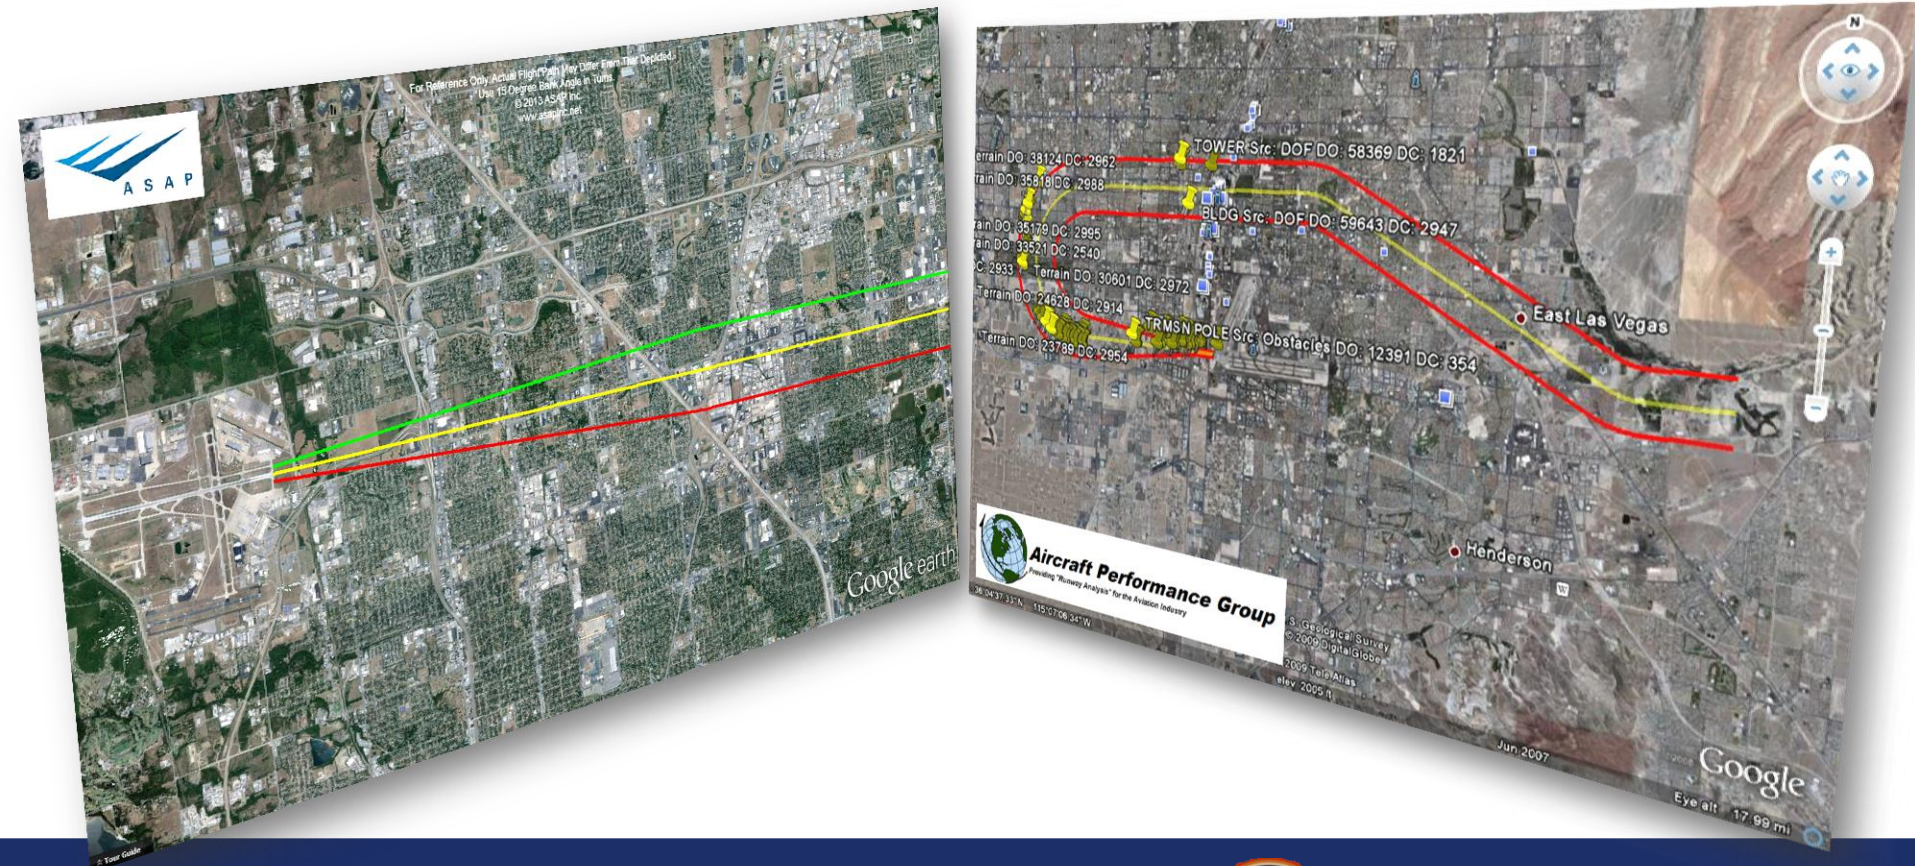 For Reference Only, Actual Flight Path May Differ From That Depicted.
Use 15 Degree Bank Angle in Turns.
© 2013 ASAP Inc.
www.asapinc.net
ASAP
Google earth
Tour Guide
N
TOWER Src: DOF DO: 58369 DC: 1821
errain DO: 38124 DC: 2962
rain DO: 35818 DC: 2988
BLDG Src: DOF DO: 59643 DC: 2947
ain DO: 35179 DC: 2995
ain DO: 33521 DC: 2540
C: 2933
Terrain DO: 30601 DC: 2972
Terrain DO: 24628 DC: 2914
TRMSN POLE Src: Obstacles DO: 12391 DC: 354
Terrain DO: 23789 DC: 2954
East Las Vegas
Henderson
W
Aircraft Performance Group
Providing "Runway Analysis" for the Aviation Industry
115°07'06.34" W
S. Geological Survey
© 2009 DigitalGlobe
2009 Tele Atlas
elev 2005 ft
Jun 2007
Google
Eye alt 17.99 mi